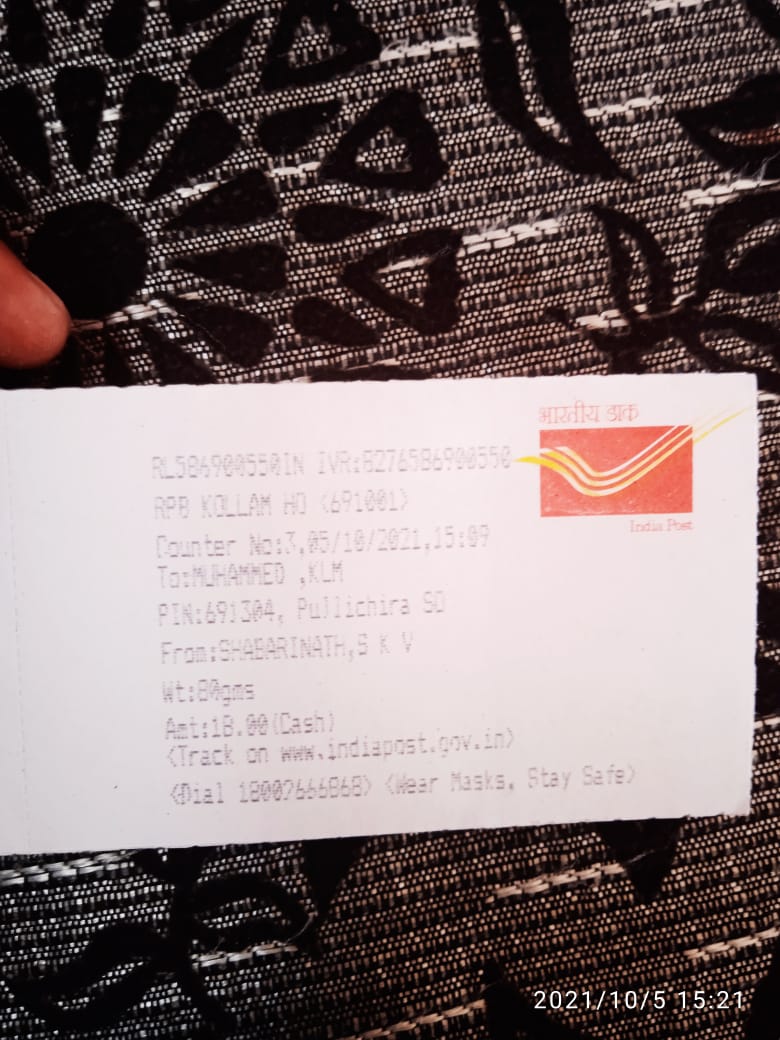 भारतीय डाक
India Post
RL586900550IN IVR:8276586900550
RPB KOLLAM HO <691001>
Counter No:3,05/10/2021,15:09
To:MUHAMMED ,KLM
PIN:691304, Pullichira SO
From:SHABARINATH,S K V
Wt:80gms
Amt:18.00(Cash)
<Track on www.indiapost.gov.in>
<Dial 18002666868> <Wear Masks, Stay Safe>
2021/10/5 15:21